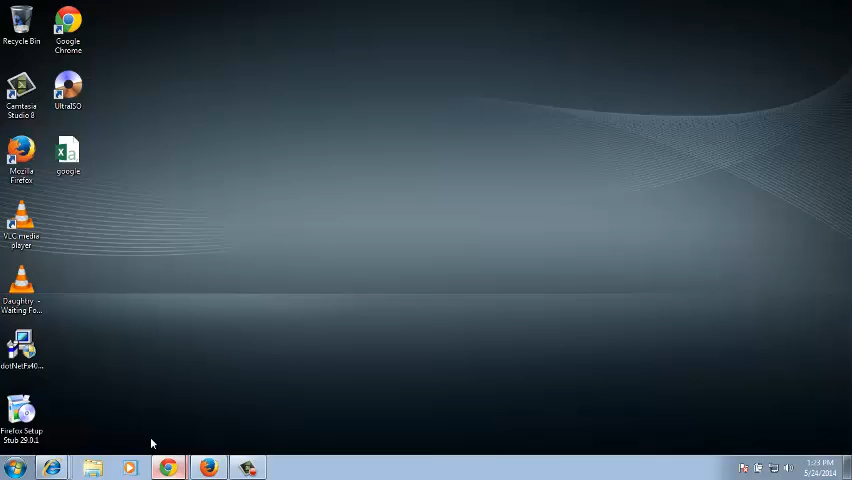 Recycle Bin
Google
Chrome
Camtasia
Studio 8
UltraISO
Mozilla
Firefox
google
VLC media
player
Daughtry -
Waiting Fo...
dotNetFx40...
Firefox Setup
Stub 29.0.1
1:23 PM
5/24/2014